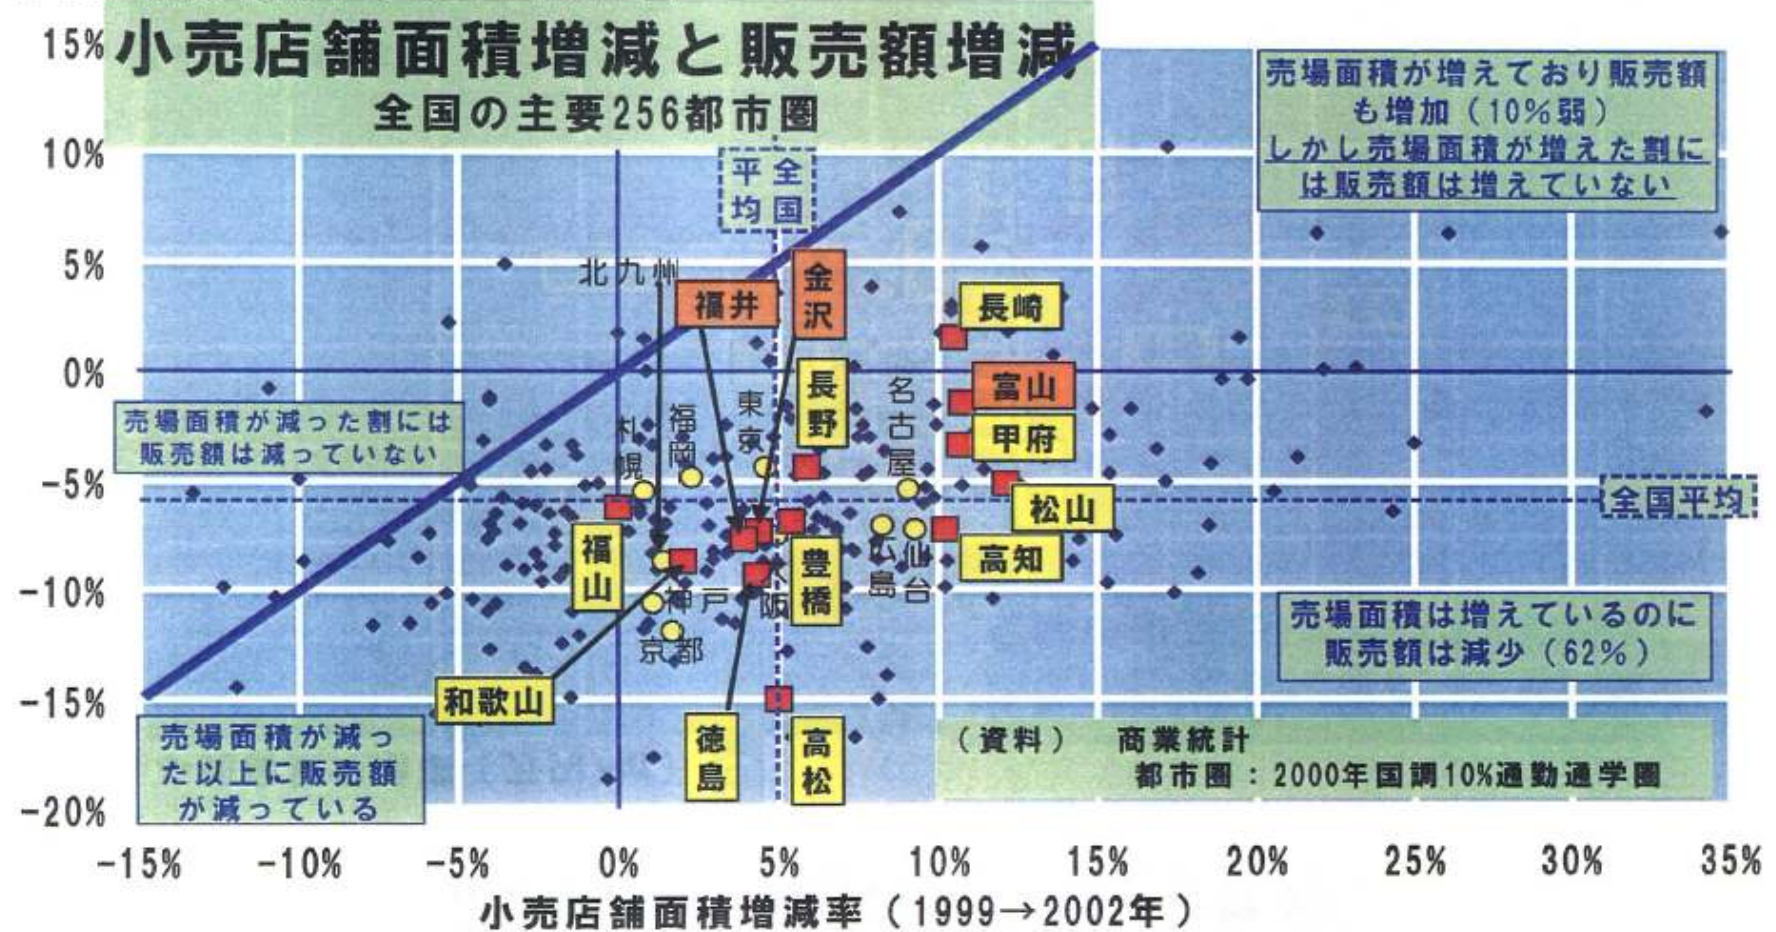 小売店舗面積増減と販売額増減
全国の主要256都市圏
15%
10%
5%
0%
-5%
-10%
-15%
-20%
全国
平均
売場面積が増えており販売額
も増加（10%弱）
しかし売場面積が増えた割に
は販売額は増えていない
北九州
福井
金沢
長崎
長野
富山
甲府
名古屋
東京
福岡
札幌
売場面積が減った割には
販売額は減っていない
全国平均
松山
高知
福山
豊橋
広島
仙台
神戸
大阪
京都
売場面積は増えているのに
販売額は減少（62%）
和歌山
徳島
高松
売場面積が減っ
た以上に販売額
が減っている
（資料）　商業統計
都市圏：2000年国調10%通勤通学圏
-15%
-10%
-5%
0%
5%
10%
15%
20%
25%
30%
35%
小売店舗面積増減率（1999→2002年）